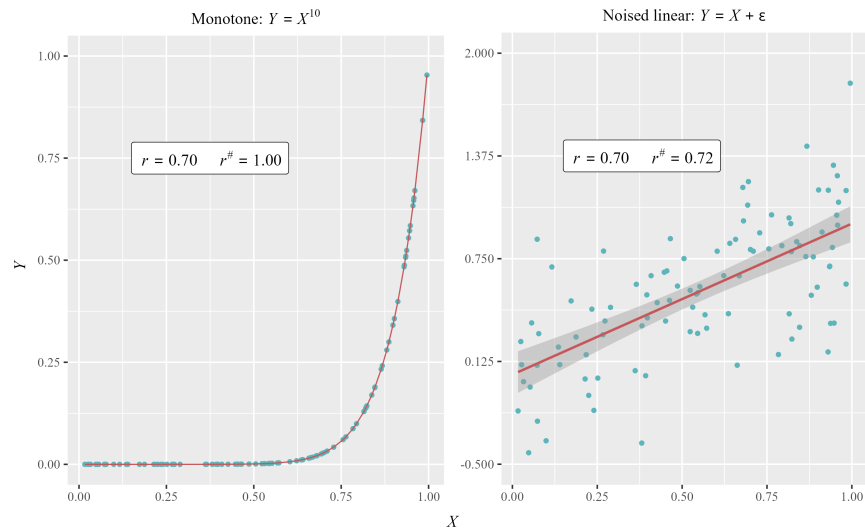 Monotone: Y = X¹⁰
Noised linear: Y = X + ε
1.00
0.75
0.50
0.25
0.00
r = 0.70 r^# = 1.00
0.00 0.25 0.50 0.75 1.00
Y
2.000
1.375
0.750
0.125
-0.500
r = 0.70 r^# = 0.72
0.00 0.25 0.50 0.75 1.00
X